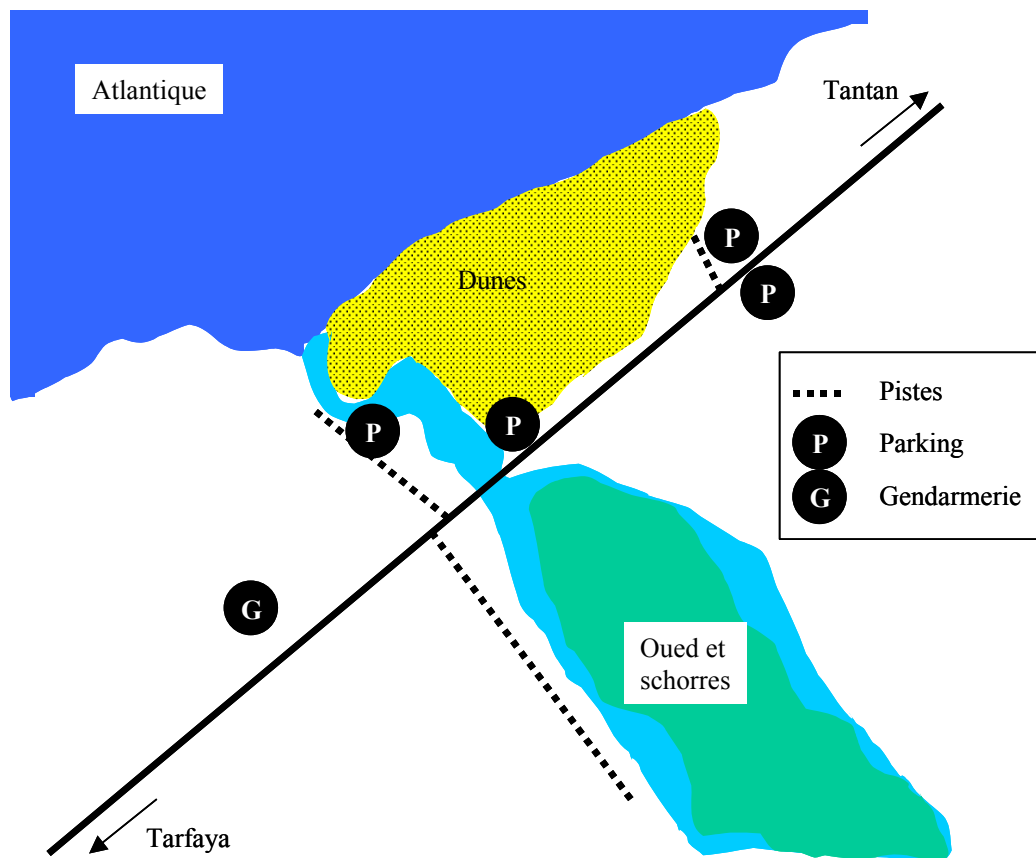 Atlantique
Tantan
P
P
Dunes
Pistes
P
P
P
Parking
G
Gendarmerie
G
Oued et
schorres
Tarfaya